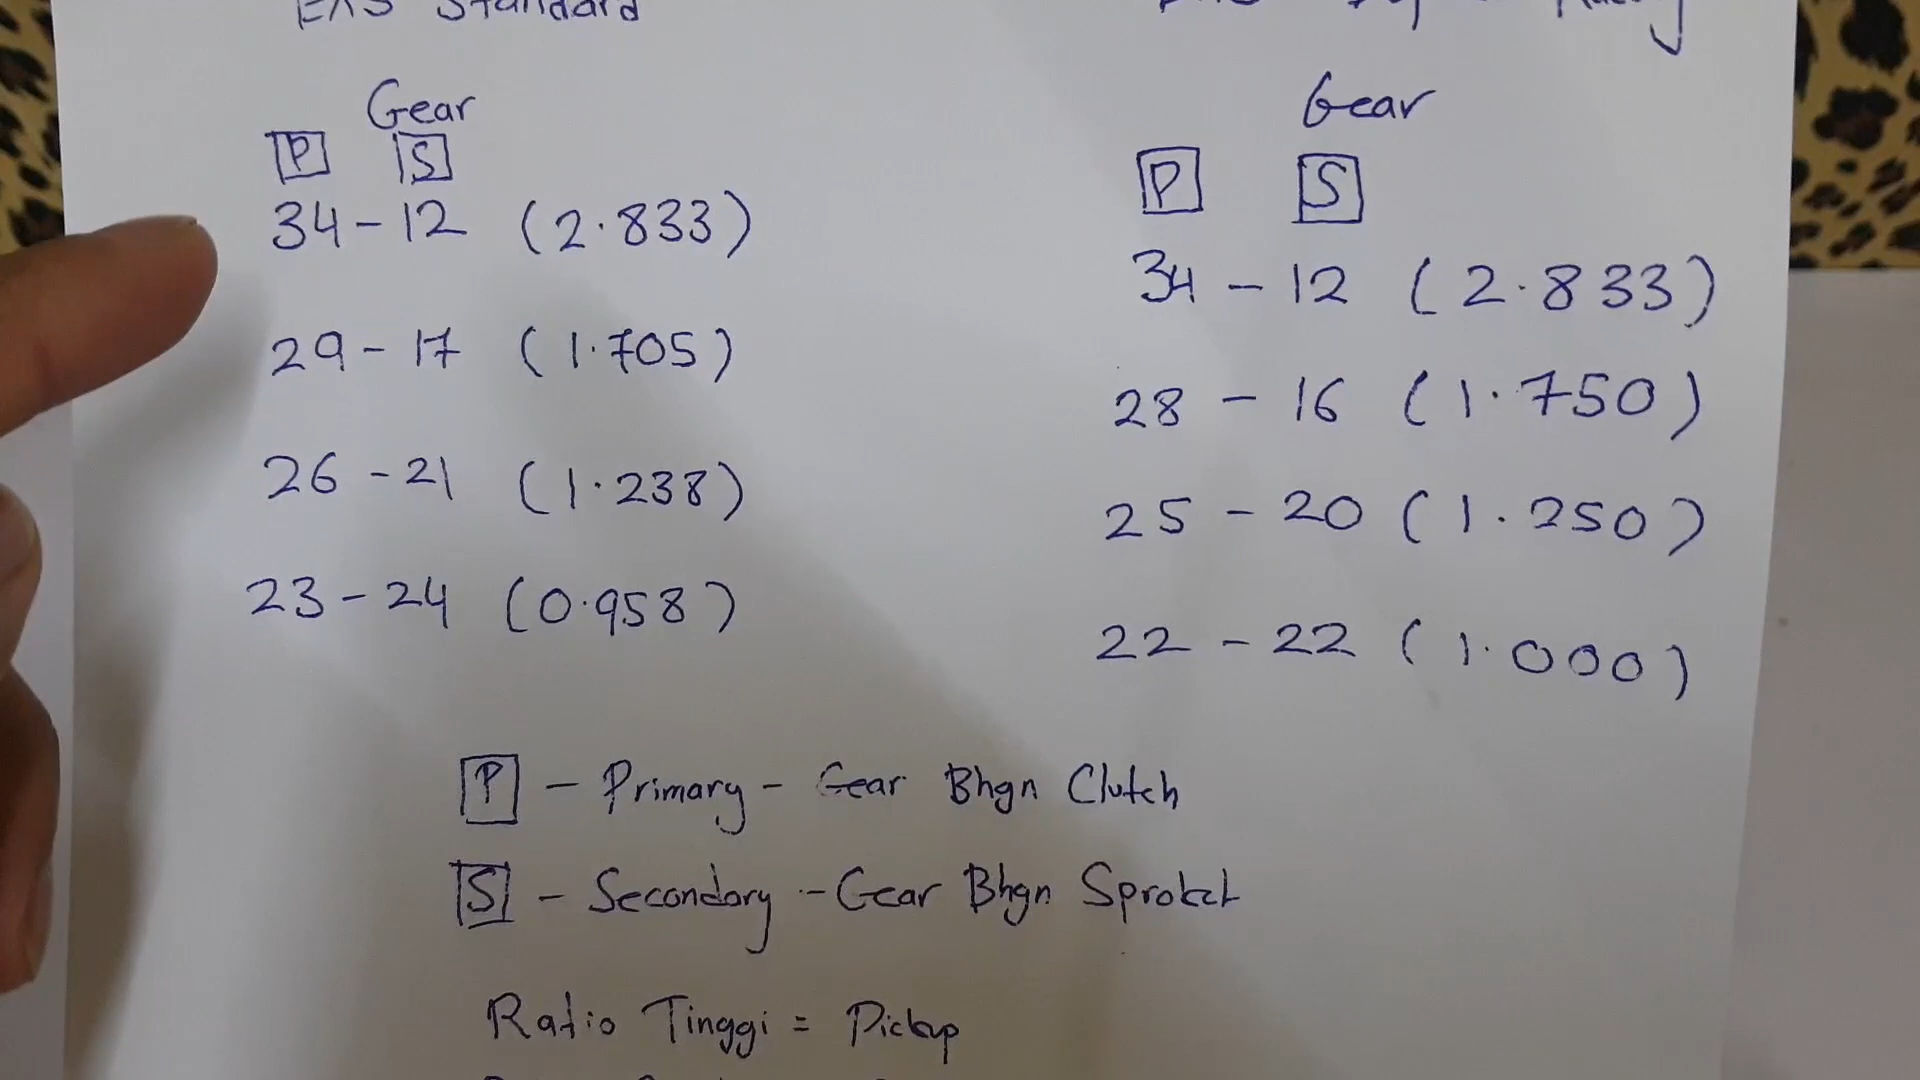 Standard
Gear
P S
34-12 (2.833)
29-17 (1.705)
26-21 (1.238)
23-24 (0.958)
Gear
P S
34-12 (2.833)
28-16 (1.750)
25-20 (1.250)
22-22 (1.000)
P - Primary - Gear Bhgn Clutch
S - Secondary - Gear Bhgn Sproket
Ratio Tinggi = Pickup